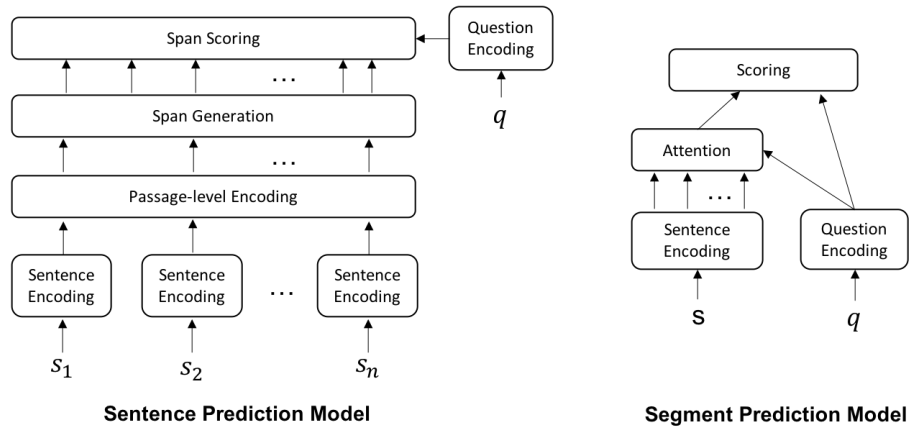 Span Scoring
Question
Encoding
q
...
Span Generation
...
Passage-level Encoding
Sentence
Encoding
Sentence
Encoding
...
Sentence
Encoding
s₁
s₂
sₙ
Sentence Prediction Model
Scoring
Attention
...
Sentence
Encoding
Question
Encoding
s
q
Segment Prediction Model